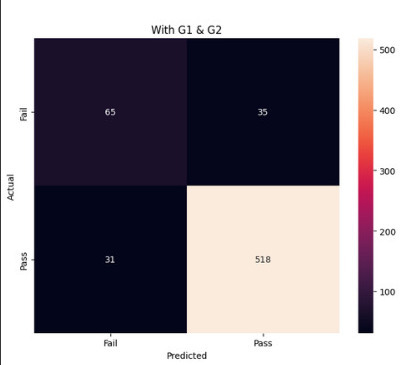 With G1 & G2
Fail
65
35
Actual
Pass
31
518
Fail
Pass
Predicted
500
400
300
200
100